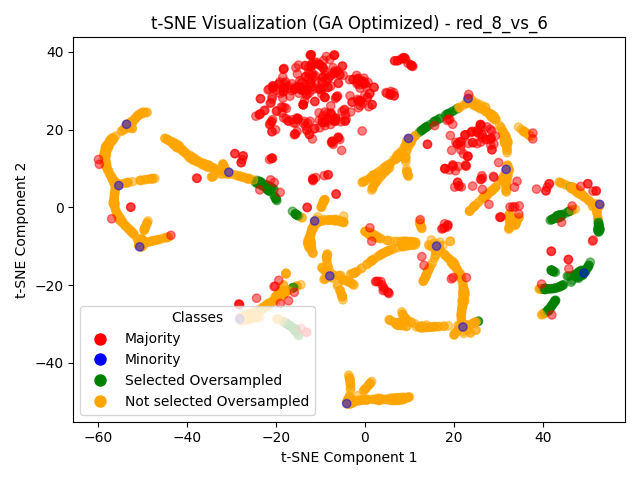 t-SNE Visualization (GA Optimized) - red_8_vs_6
40
20
0
−20
−40
t-SNE Component 2
Classes
Majority
Minority
Selected Oversampled
Not selected Oversampled
−60 −40 −20 0 20 40
t-SNE Component 1